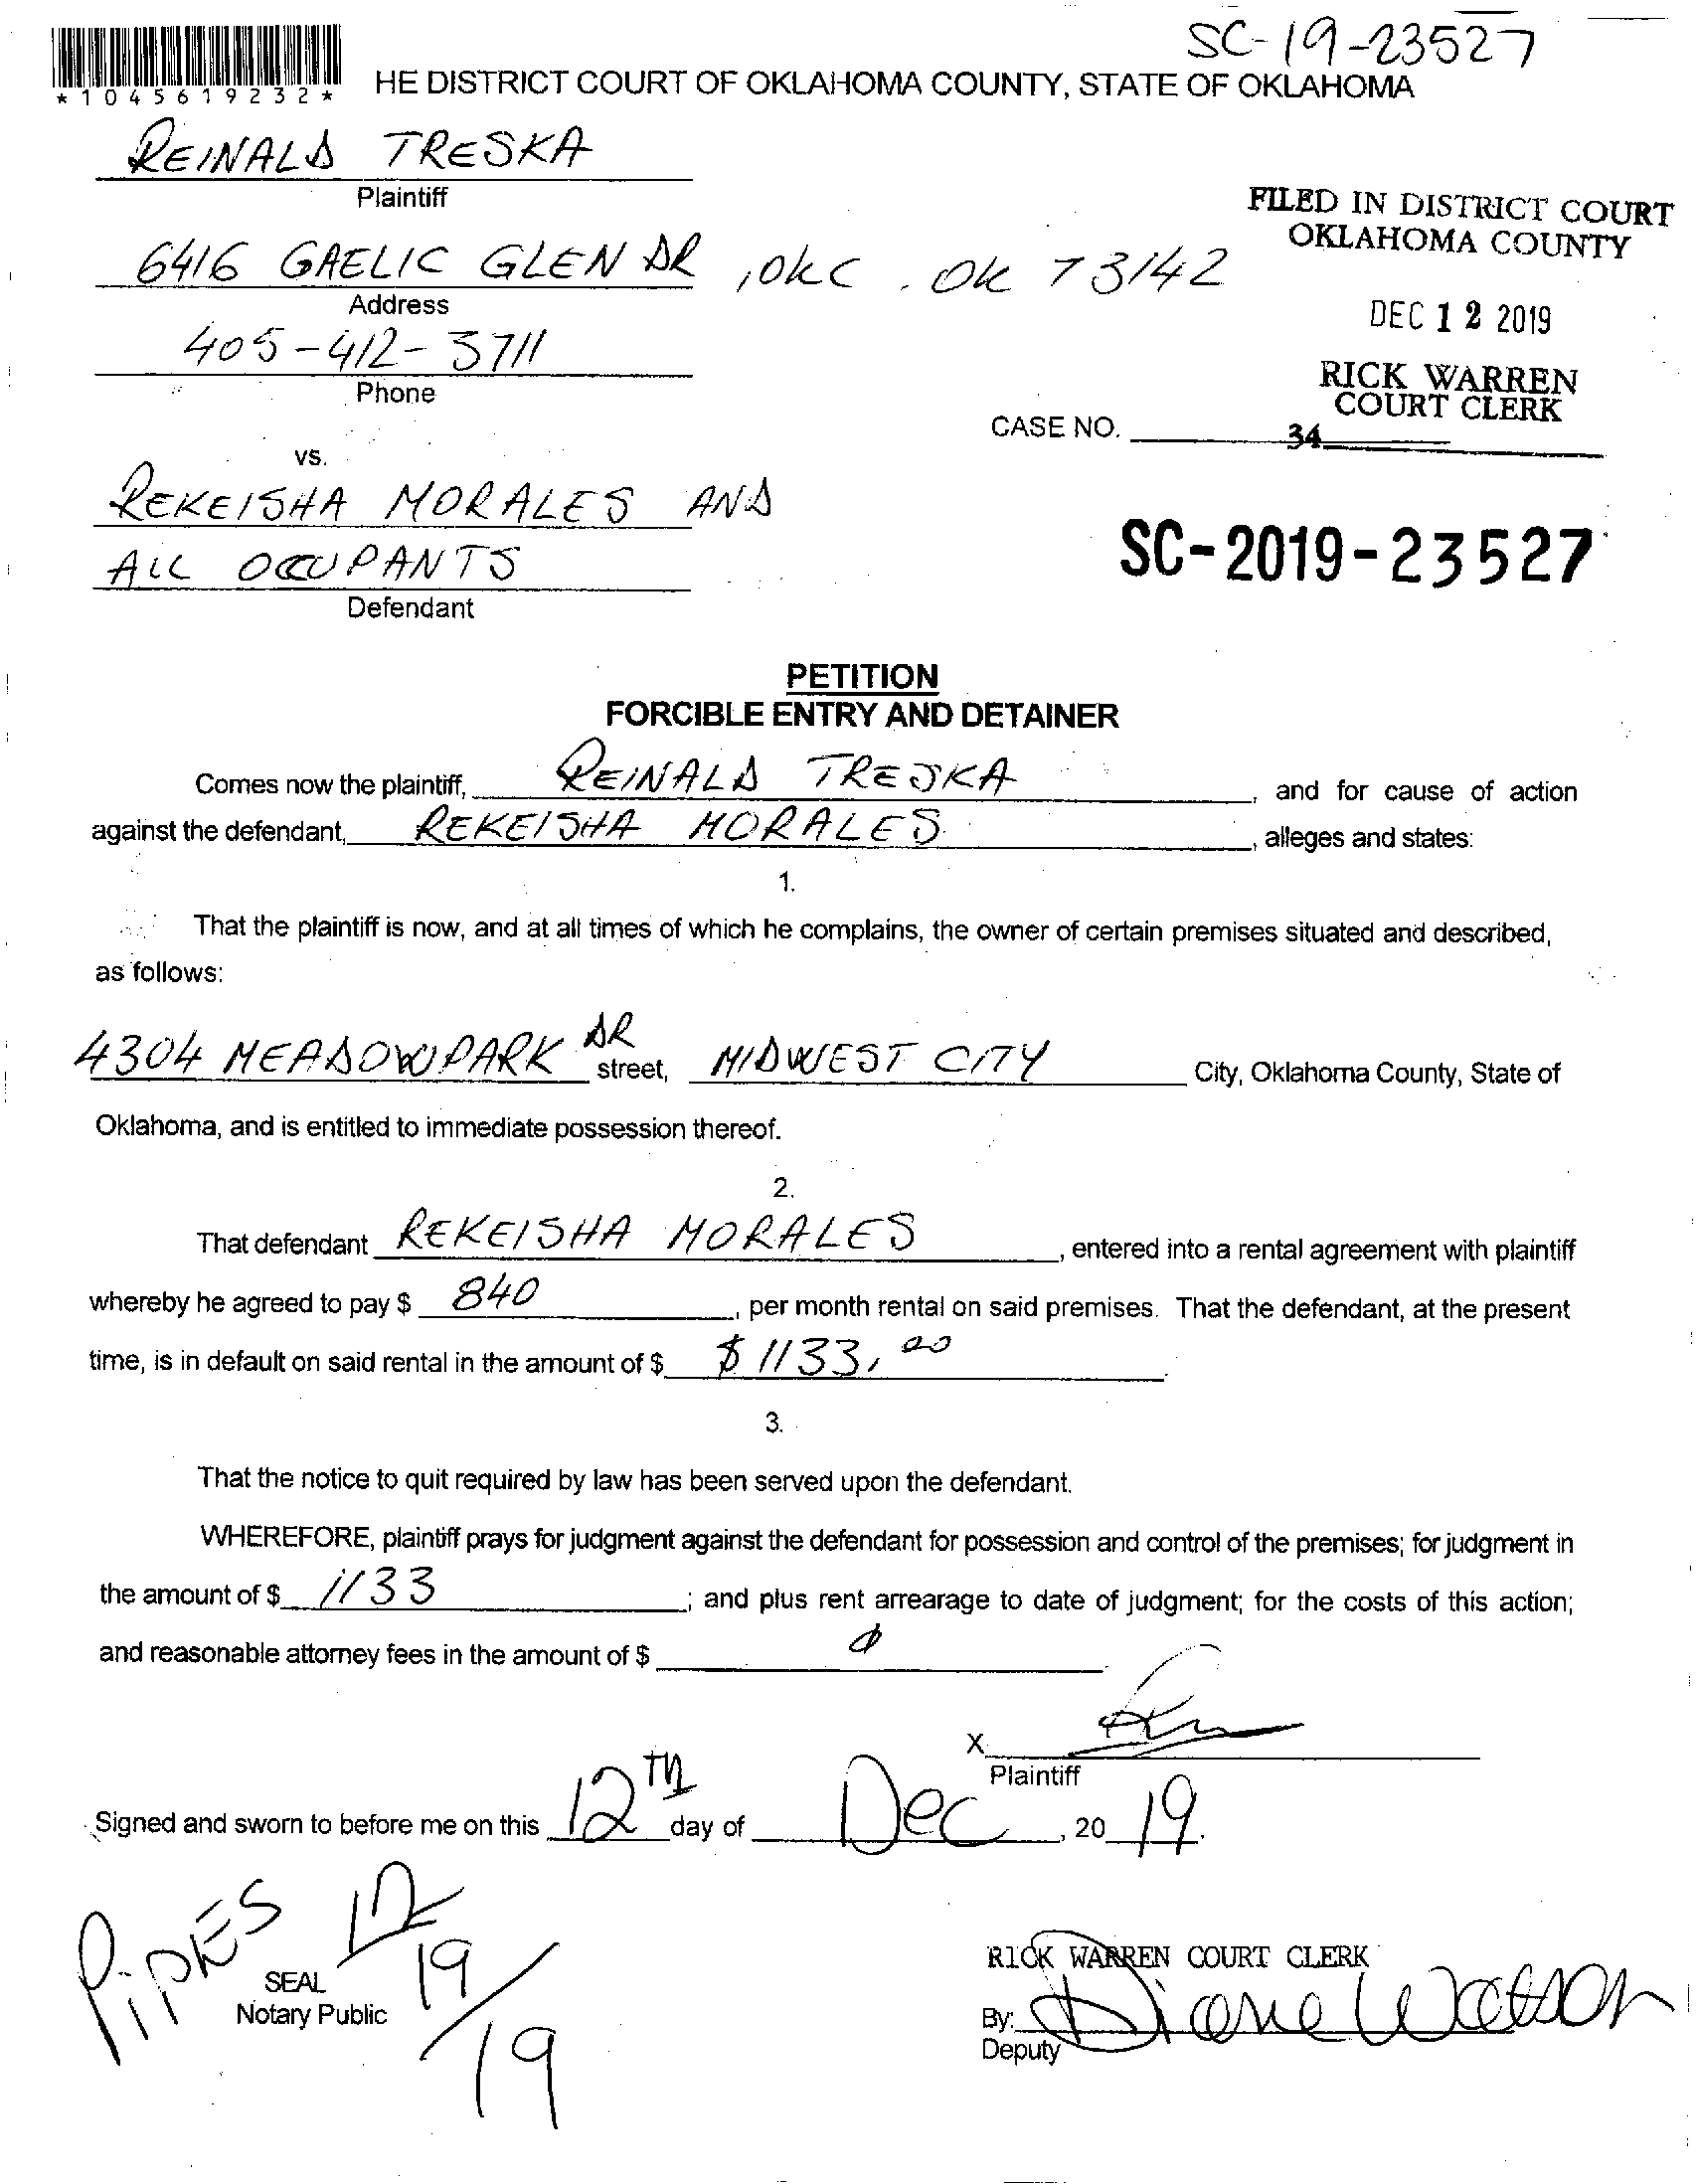 SC-19-23527
*1045619232*
HE DISTRICT COURT OF OKLAHOMA COUNTY, STATE OF OKLAHOMA
REINALD TRESKA
Plaintiff
FILED IN DISTRICT COURT
OKLAHOMA COUNTY
6416 GAELIC GLEN DR, OKC. OK 73142
Address
DEC 12 2019
405-412-3711
Phone
RICK WARREN
COURT CLERK
CASE NO.
34
vs.
REKEISHA MORALES AND
ALL OCCUPANTS
Defendant
SC-2019-23527
PETITION
FORCIBLE ENTRY AND DETAINER
Comes now the plaintiff, REINALD TRESKA, and for cause of action
against the defendant, REKEISHA MORALES, alleges and states:
1.
That the plaintiff is now, and at all times of which he complains, the owner of certain premises situated and described,
as follows:
4304 MEADOWPARK DR street, MIDWEST CITY City, Oklahoma County, State of
Oklahoma, and is entitled to immediate possession thereof.
2.
That defendant REKEISHA MORALES, entered into a rental agreement with plaintiff
whereby he agreed to pay $ 840, per month rental on said premises. That the defendant, at the present
time, is in default on said rental in the amount of $ $1133,00
3.
That the notice to quit required by law has been served upon the defendant.
WHEREFORE, plaintiff prays for judgment against the defendant for possession and control of the premises; for judgment in
the amount of $ 1133; and plus rent arrearage to date of judgment; for the costs of this action;
and reasonable attorney fees in the amount of $ ϕ
X
Plaintiff
Signed and sworn to before me on this 12TH day of Dec, 20 19.
PIPKES 12/19/19
SEAL
Notary Public
RICK WARREN COURT CLERK
By: Diane Watson
Deputy